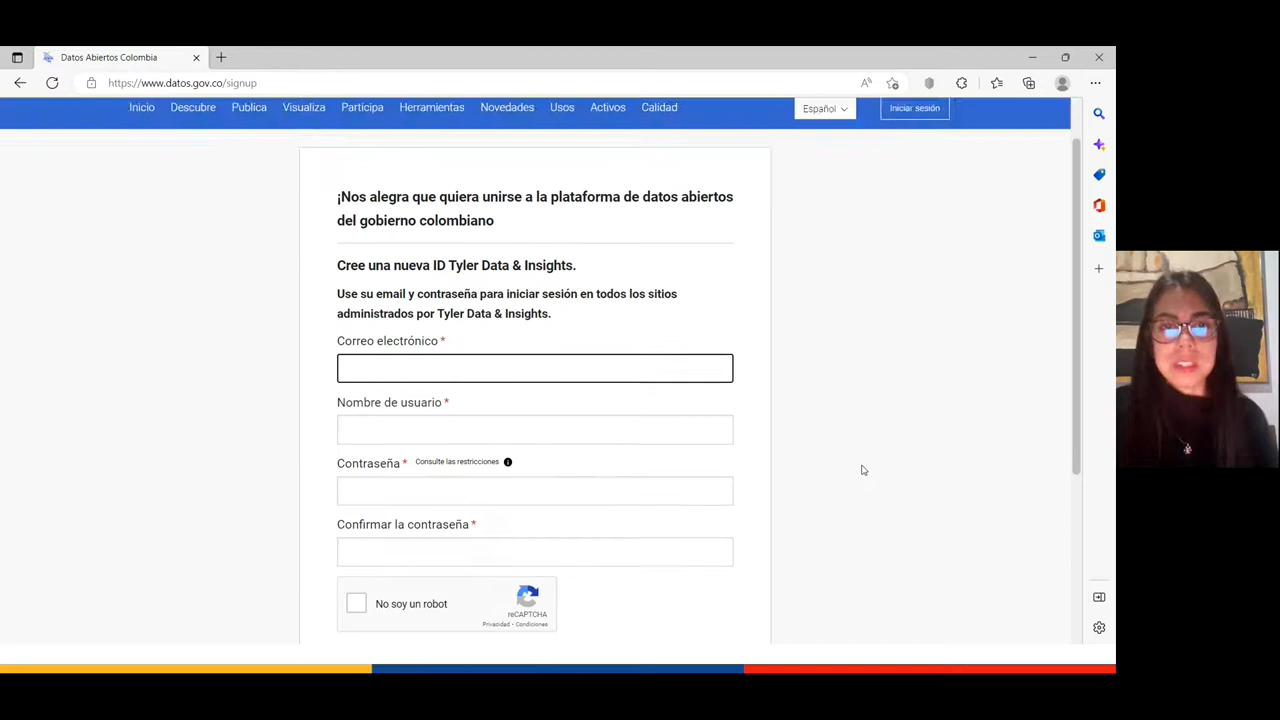 Datos Abiertos Colombia
https://www.datos.gov.co/signup
Inicio Descubre Publica Visualiza Participa Herramientas Novedades Usos Activos Calidad Español Iniciar sesión
¡Nos alegra que quiera unirse a la plataforma de datos abiertos
del gobierno colombiano
Cree una nueva ID Tyler Data & Insights.
Use su email y contraseña para iniciar sesión en todos los sitios
administrados por Tyler Data & Insights.
Correo electrónico *
Nombre de usuario *
Contraseña * Consulte las restricciones
Confirmar la contraseña *
No soy un robot
reCAPTCHA
Privacidad - Condiciones